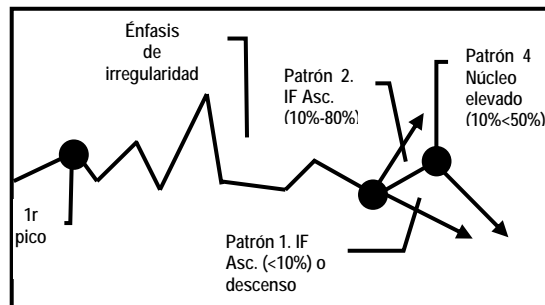 Énfasis
de
irregularidad
Patrón 2.
IF Asc.
(10%-80%)
Patrón 4
Núcleo
elevado
(10%<50%)
1r
pico
Patrón 1. IF
Asc. (<10%) o
descenso